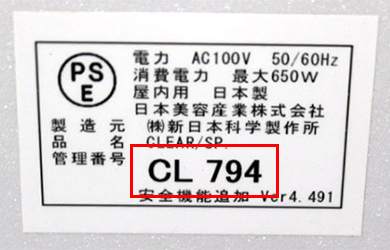 PS
E
電力 AC100V 50/60Hz
消費電力 最大650W
屋内用 日本製
日本美容産業株式会社
製造元 ㈱新日本科学製作所
品名 CLEAR/SP.
管理番号 CL 794
安全機能追加 Ver4.491